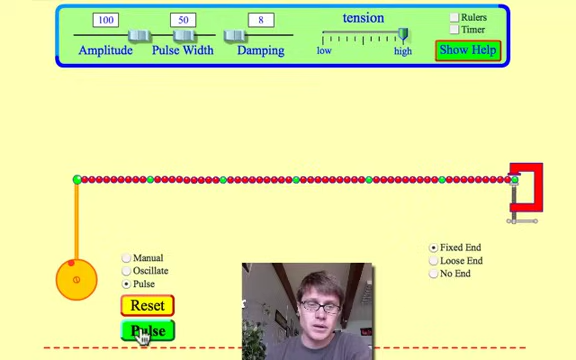 100 50 8 tension Rulers
Timer
Amplitude Pulse Width Damping low high Show Help
Manual
Oscillate
Pulse
Fixed End
Loose End
No End
Reset
Pulse